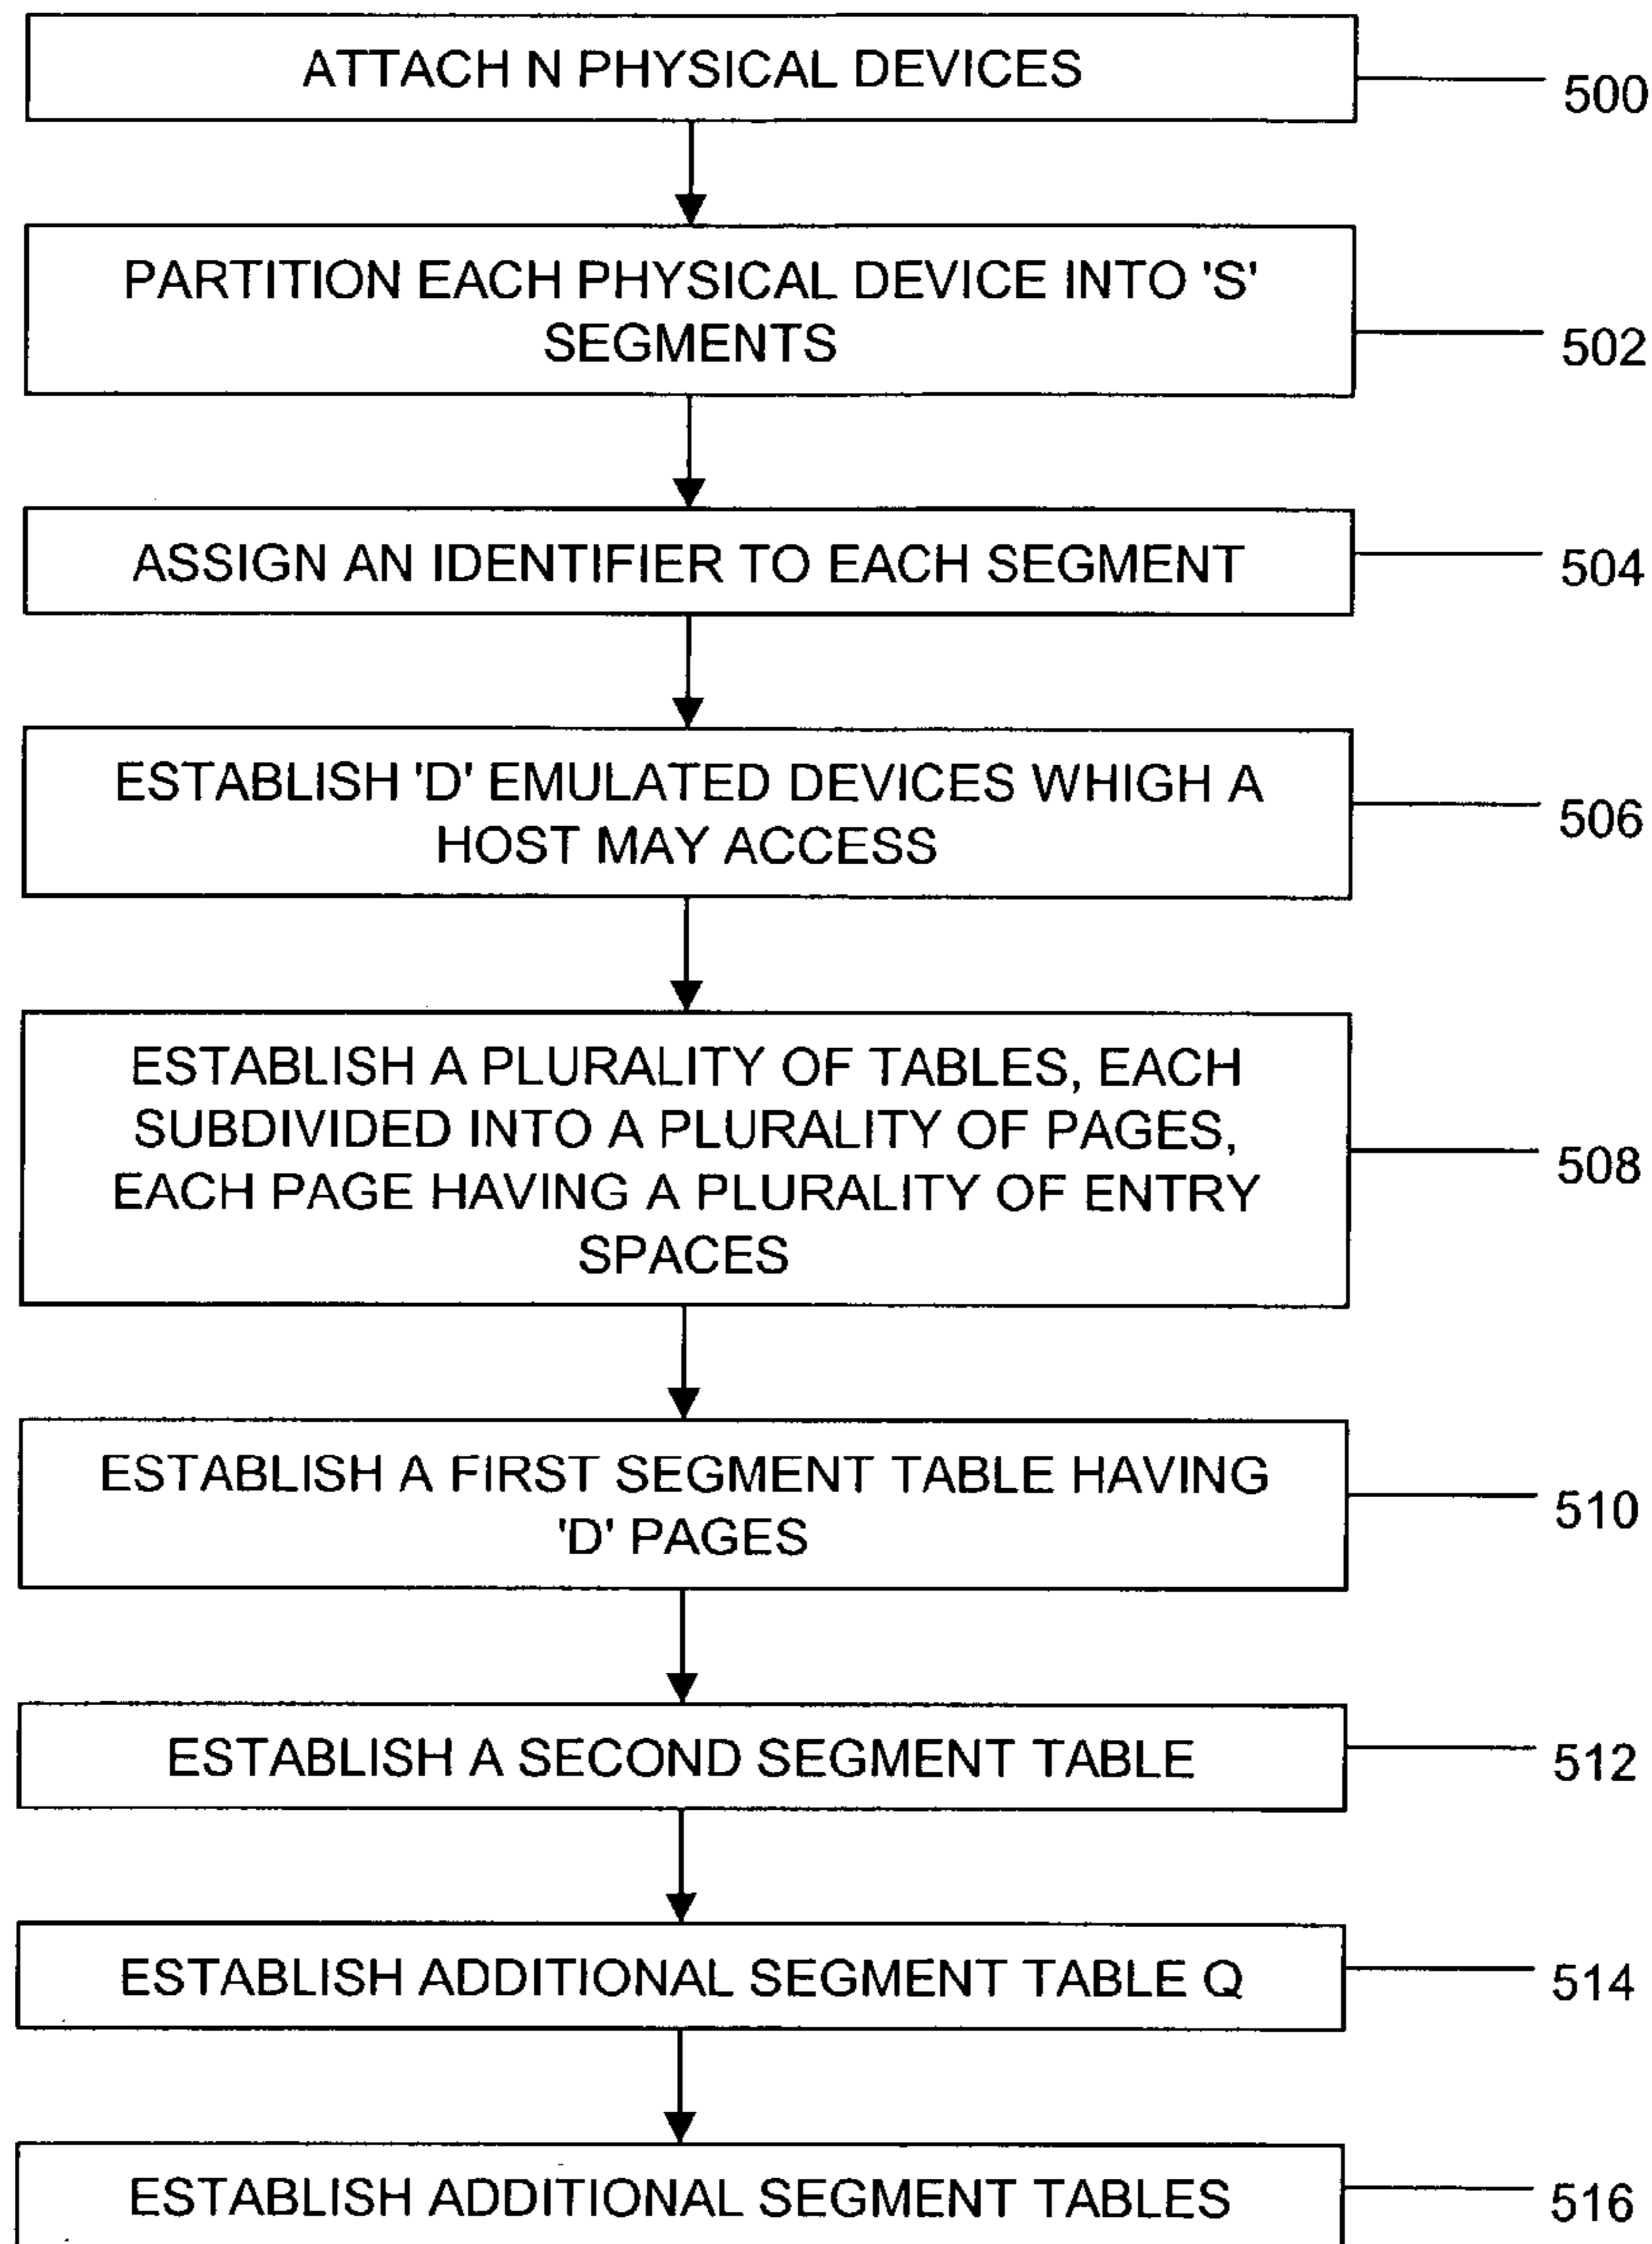 ATTACH N PHYSICAL DEVICES
500
PARTITION EACH PHYSICAL DEVICE INTO 'S'
SEGMENTS
502
ASSIGN AN IDENTIFIER TO EACH SEGMENT
504
ESTABLISH 'D' EMULATED DEVICES WHIGH A
HOST MAY ACCESS
506
ESTABLISH A PLURALITY OF TABLES, EACH
SUBDIVIDED INTO A PLURALITY OF PAGES,
EACH PAGE HAVING A PLURALITY OF ENTRY
SPACES
508
ESTABLISH A FIRST SEGMENT TABLE HAVING
'D' PAGES
510
ESTABLISH A SECOND SEGMENT TABLE
512
ESTABLISH ADDITIONAL SEGMENT TABLE Q
514
ESTABLISH ADDITIONAL SEGMENT TABLES
516